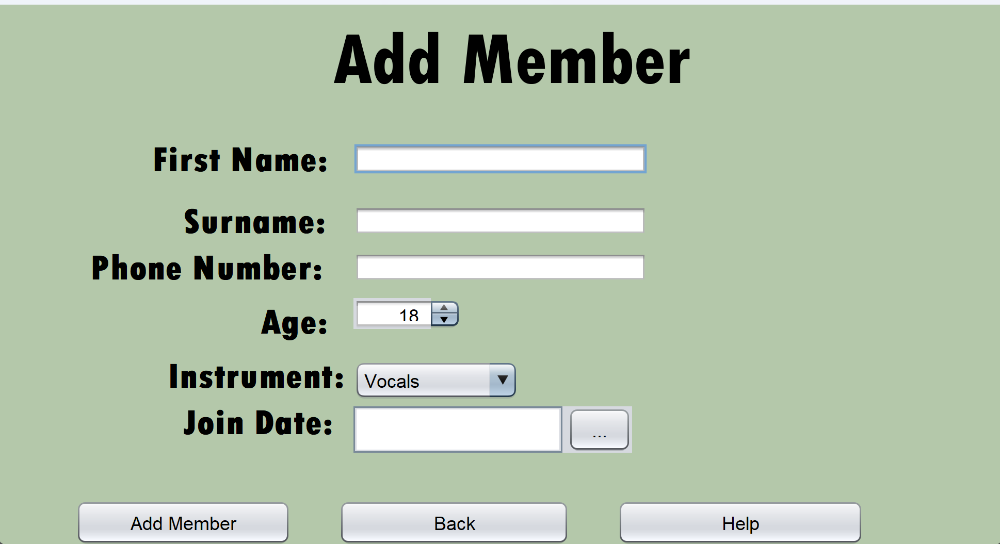 Add Member
First Name:
Surname:
Phone Number:
Age: 18
Instrument: Vocals
Join Date: ...
Add Member Back Help